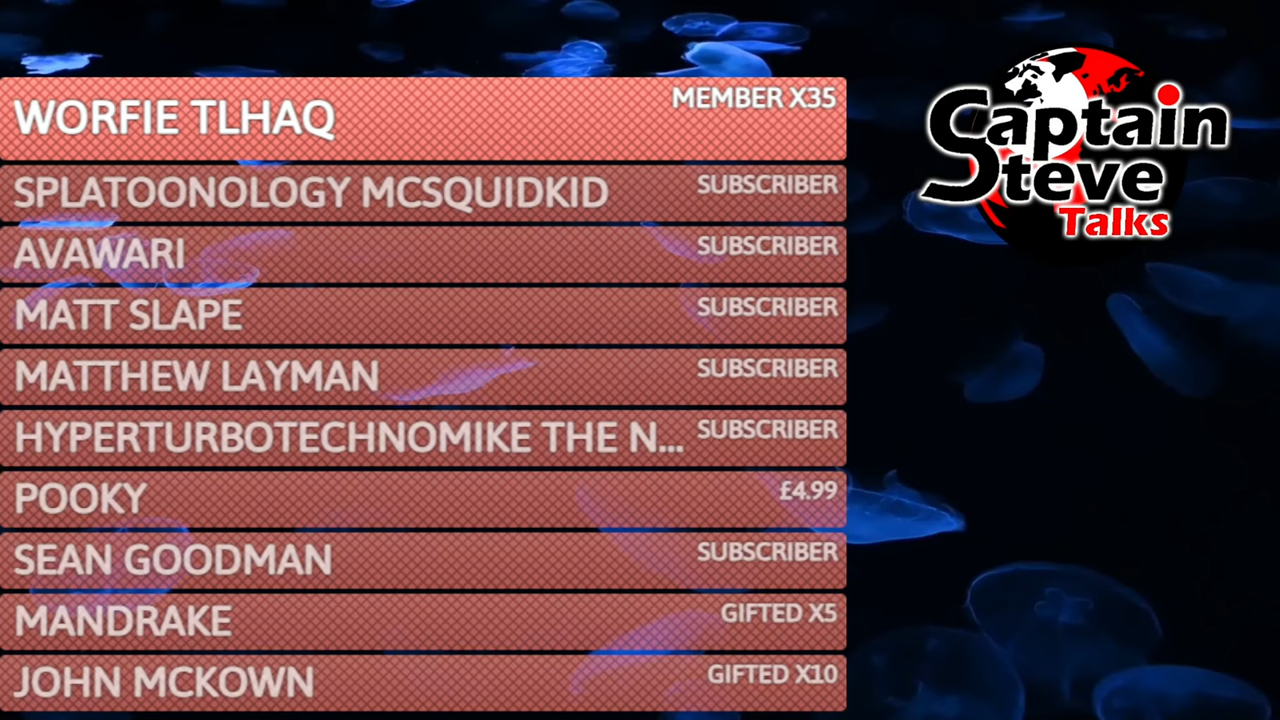 WORFIE TLHAQ MEMBER X35
SPLATOONOLOGY MCSQUIDKID SUBSCRIBER
AVAWARI SUBSCRIBER
MATT SLAPE SUBSCRIBER
MATTHEW LAYMAN SUBSCRIBER
HYPERTURBOTECHNOMIKE THE N... SUBSCRIBER
POOKY £4.99
SEAN GOODMAN SUBSCRIBER
MANDRAKE GIFTED X5
JOHN MCKOWN GIFTED X10
Captain
Steve
Talks